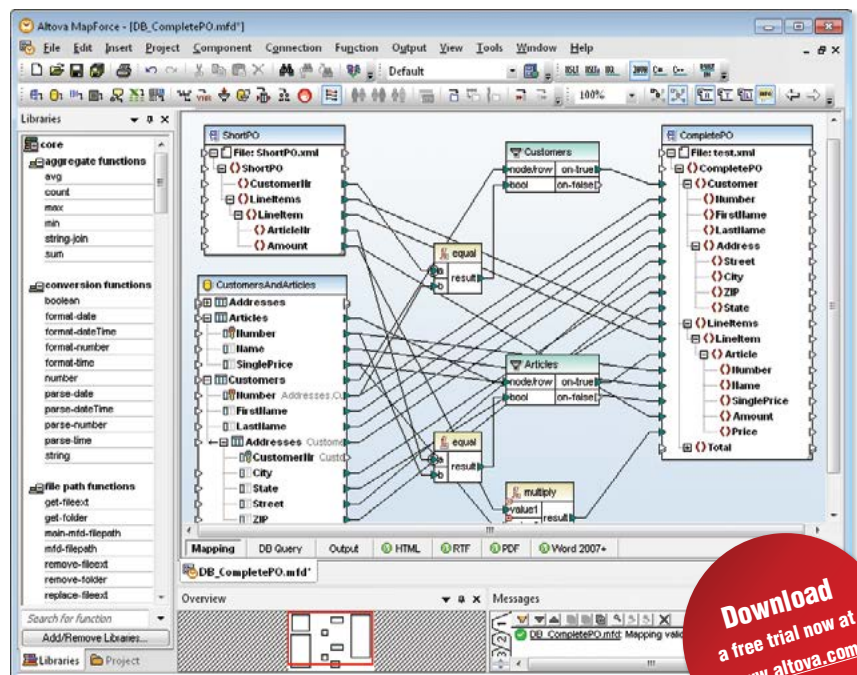 Altova MapForce - [DB_CompletePO.mfd*]
File Edit Insert Project Component Connection Function Output View Tools Window Help
Default
100%
Libraries
core
aggregate functions
avg
count
max
min
string-join
sum
conversion functions
boolean
format-date
format-dateTime
format-number
format-time
number
parse-date
parse-dateTime
parse-number
parse-time
string
file path functions
get-fileext
get-folder
main-mfd-filepath
mfd-filepath
remove-fileext
remove-folder
replace-fileext
Search for function
Add/Remove Libraries...
Libraries Project
ShortPO
File: ShortPO.xml
ShortPO
CustomerNr
LineItems
LineItem
ArticleNr
Amount
CustomersAndArticles
Addresses
Articles
Number
Name
SinglePrice
Customers
Number Addresses.Cu
FirstName
LastName
Addresses Custome
CustomerNr Custo
City
State
Street
ZIP
Customers
node/row on-true
bool on-false
equal
a
b
result
Articles
node/row on-true
bool on-false
equal
a
b
result
multiply
value1
result
CompletePO
File: test.xml
CompletePO
Customer
Number
FirstName
LastName
Address
Street
City
ZIP
State
LineItems
LineItem
Article
Number
Name
SinglePrice
Amount
Price
Total
Mapping DB Query Output HTML RTF PDF Word 2007+
DB_CompletePO.mfd*
Overview
Messages
DB_CompletePO.mfd: Mapping valid
Download
a free trial now at
www.altova.com